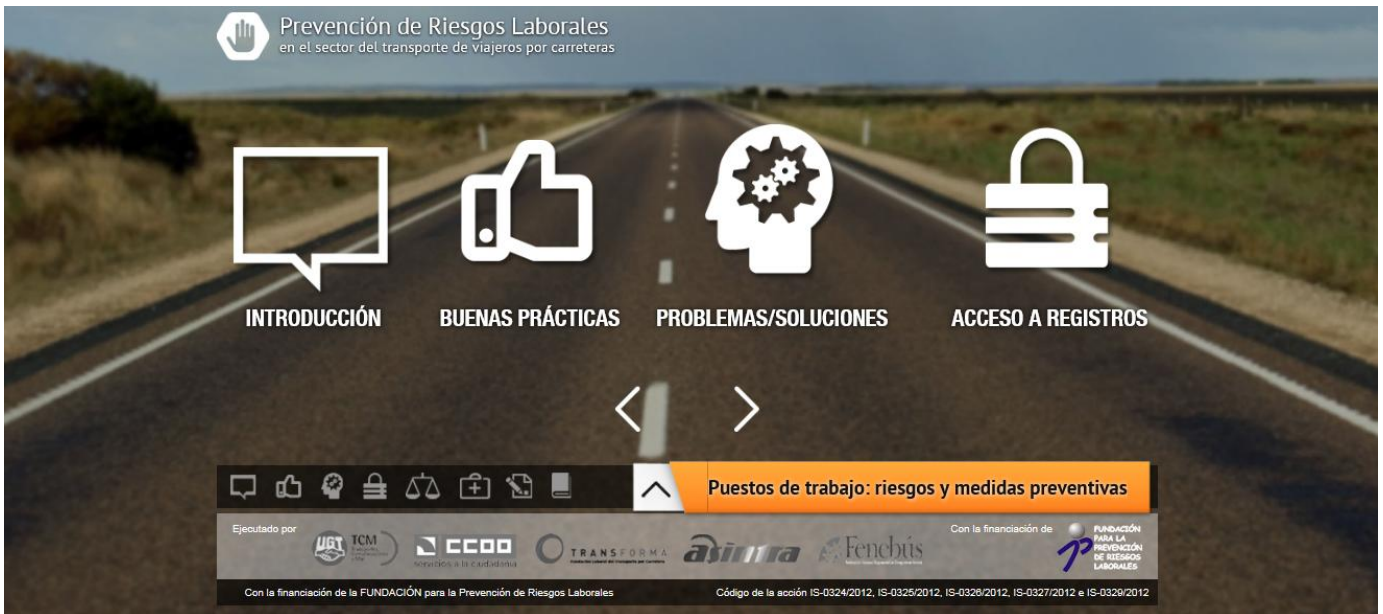 Prevención de Riesgos Laborales
en el sector del transporte de viajeros por carreteras
INTRODUCCIÓN
BUENAS PRÁCTICAS
PROBLEMAS/SOLUCIONES
ACCESO A REGISTROS
Puestos de trabajo: riesgos y medidas preventivas
Ejecutado por
UGT
TCM
CCOO
servicios a la ciudadanía
TRANSFORMA
asintra
Fenebús
Con la financiación de
FUNDACIÓN
PARA LA
PREVENCIÓN
DE RIESGOS
LABORALES
Con la financiación de la FUNDACIÓN para la Prevención de Riesgos Laborales
Código de la acción IS-0324/2012, IS-0325/2012, IS-0326/2012, IS-0327/2012 e IS-0329/2012